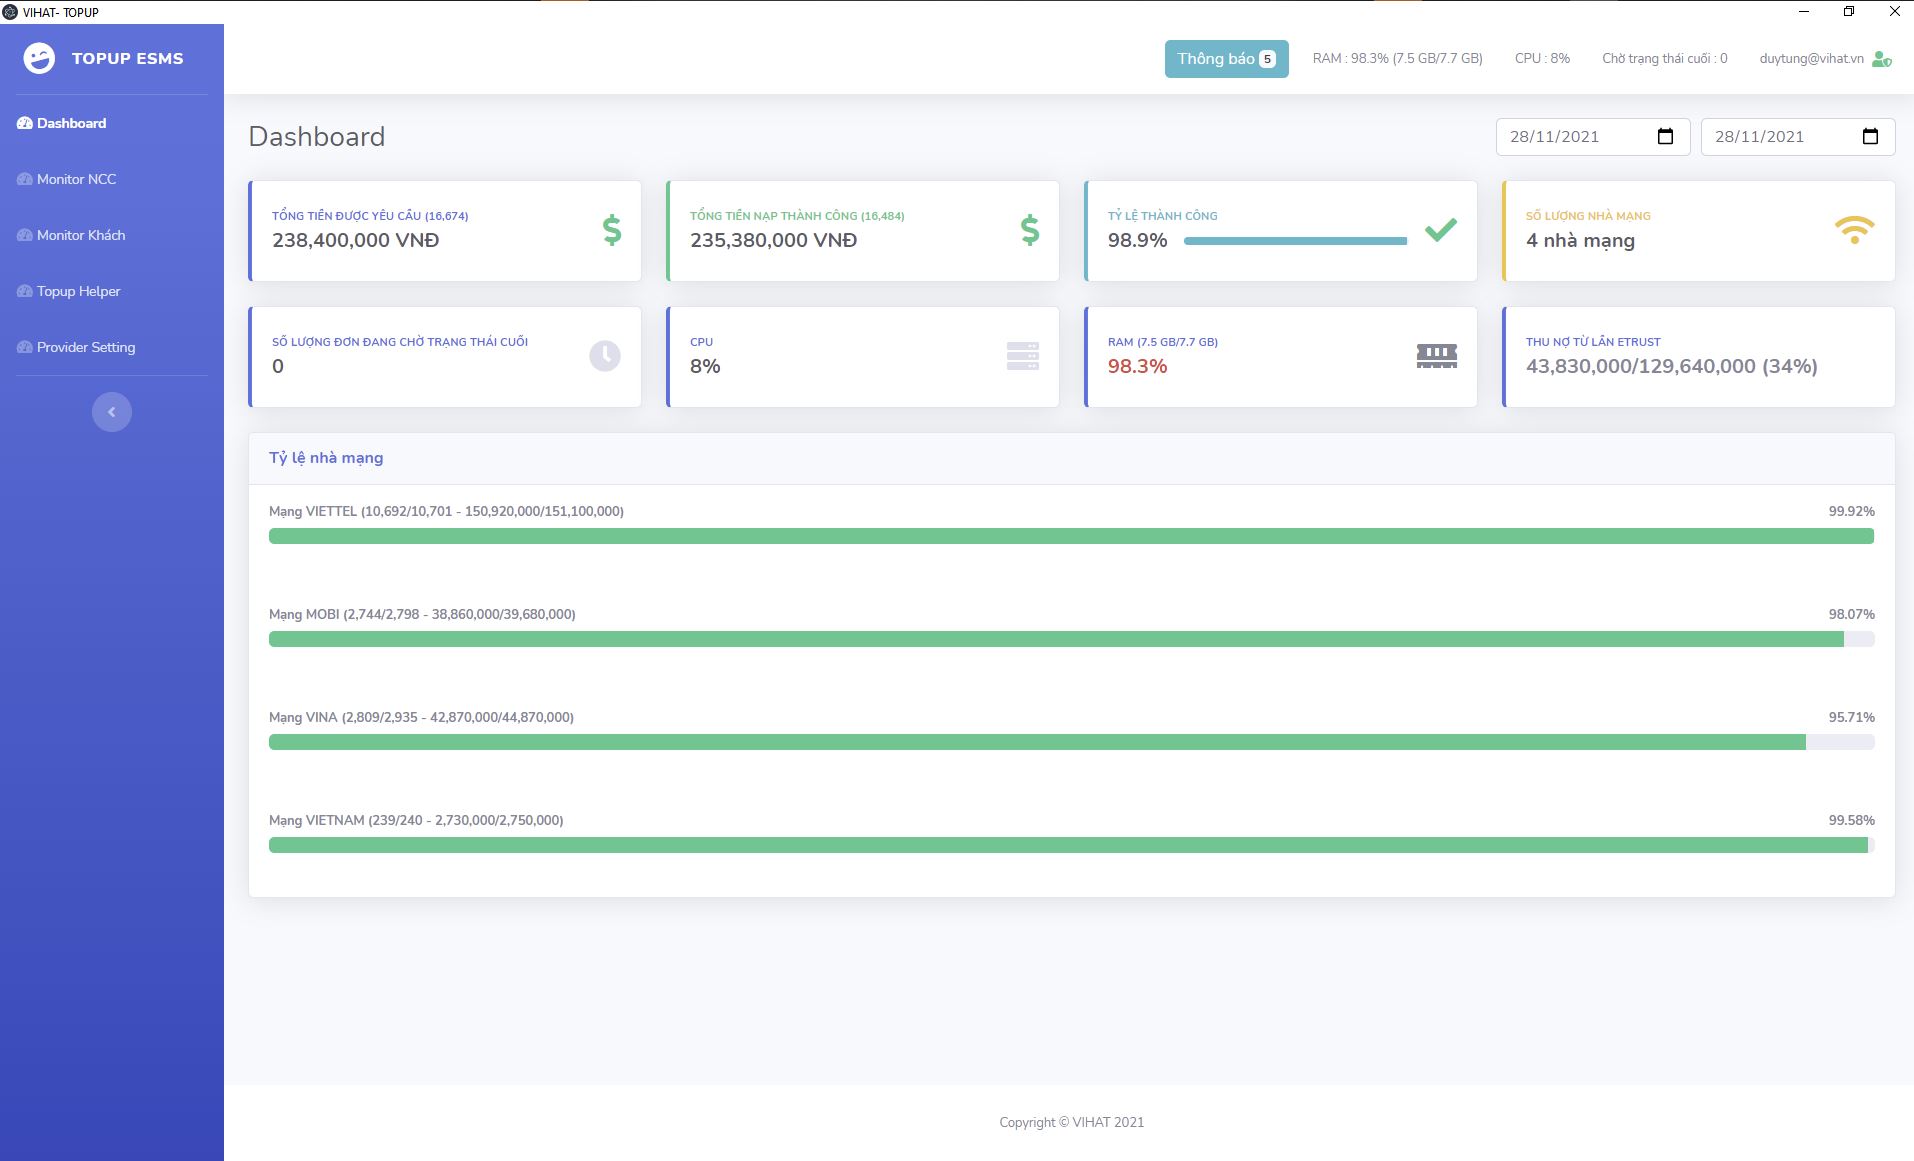 VIHAT- TOPUP
TOPUP ESMS
Thông báo 5
RAM : 98.3% (7.5 GB/7.7 GB)
CPU : 8%
Chờ trạng thái cuối : 0
duytung@vihat.vn
Dashboard
Monitor NCC
Monitor Khách
Topup Helper
Provider Setting
Dashboard
28/11/2021
28/11/2021
TỔNG TIỀN ĐƯỢC YÊU CẦU (16,674)
238,400,000 VNĐ
TỔNG TIỀN NẠP THÀNH CÔNG (16,484)
235,380,000 VNĐ
TỶ LỆ THÀNH CÔNG
98.9%
SỐ LƯỢNG NHÀ MẠNG
4 nhà mạng
SỐ LƯỢNG ĐƠN ĐANG CHỜ TRẠNG THÁI CUỐI
0
CPU
8%
RAM (7.5 GB/7.7 GB)
98.3%
THU NỢ TỪ LẦN ETRUST
43,830,000/129,640,000 (34%)
Tỷ lệ nhà mạng
Mạng VIETTEL (10,692/10,701 - 150,920,000/151,100,000)
99.92%
Mạng MOBI (2,744/2,798 - 38,860,000/39,680,000)
98.07%
Mạng VINA (2,809/2,935 - 42,870,000/44,870,000)
95.71%
Mạng VIETNAM (239/240 - 2,730,000/2,750,000)
99.58%
Copyright © VIHAT 2021